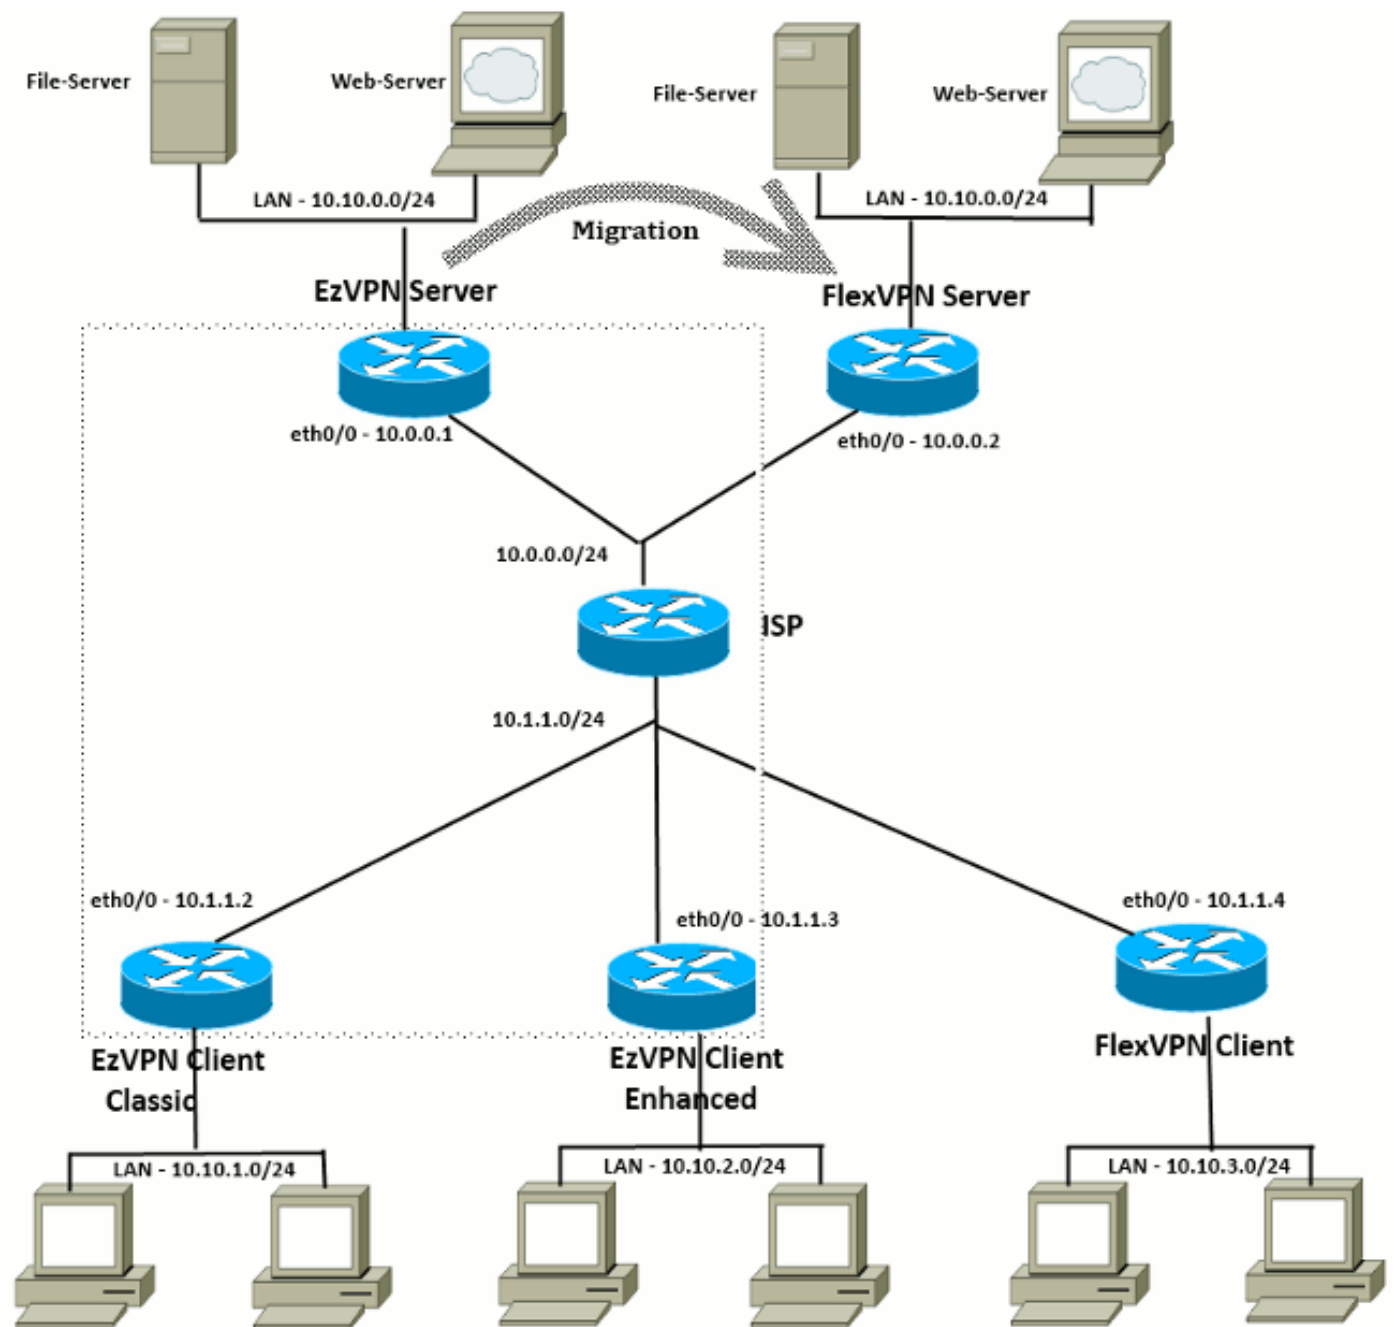 File-Server
Web-Server
File-Server
Web-Server
LAN - 10.10.0.0/24
LAN - 10.10.0.0/24
Migration
EzVPN Server
FlexVPN Server
eth0/0 - 10.0.0.1
eth0/0 - 10.0.0.2
10.0.0.0/24
ISP
10.1.1.0/24
eth0/0 - 10.1.1.2
eth0/0 - 10.1.1.3
eth0/0 - 10.1.1.4
EzVPN Client
Classic
EzVPN Client
Enhanced
FlexVPN Client
LAN - 10.10.1.0/24
LAN - 10.10.2.0/24
LAN - 10.10.3.0/24